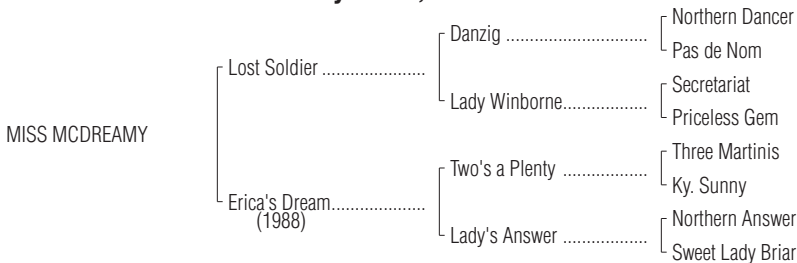 Northern Dancer
Danzig ..............................
Pas de Nom
Lost Soldier ......................
Secretariat
Lady Winborne..................
Priceless Gem
MISS MCDREAMY
Three Martinis
Two's a Plenty ..................
Ky. Sunny
Erica's Dream....................
(1988)
Northern Answer
Lady's Answer ..................
Sweet Lady Briar